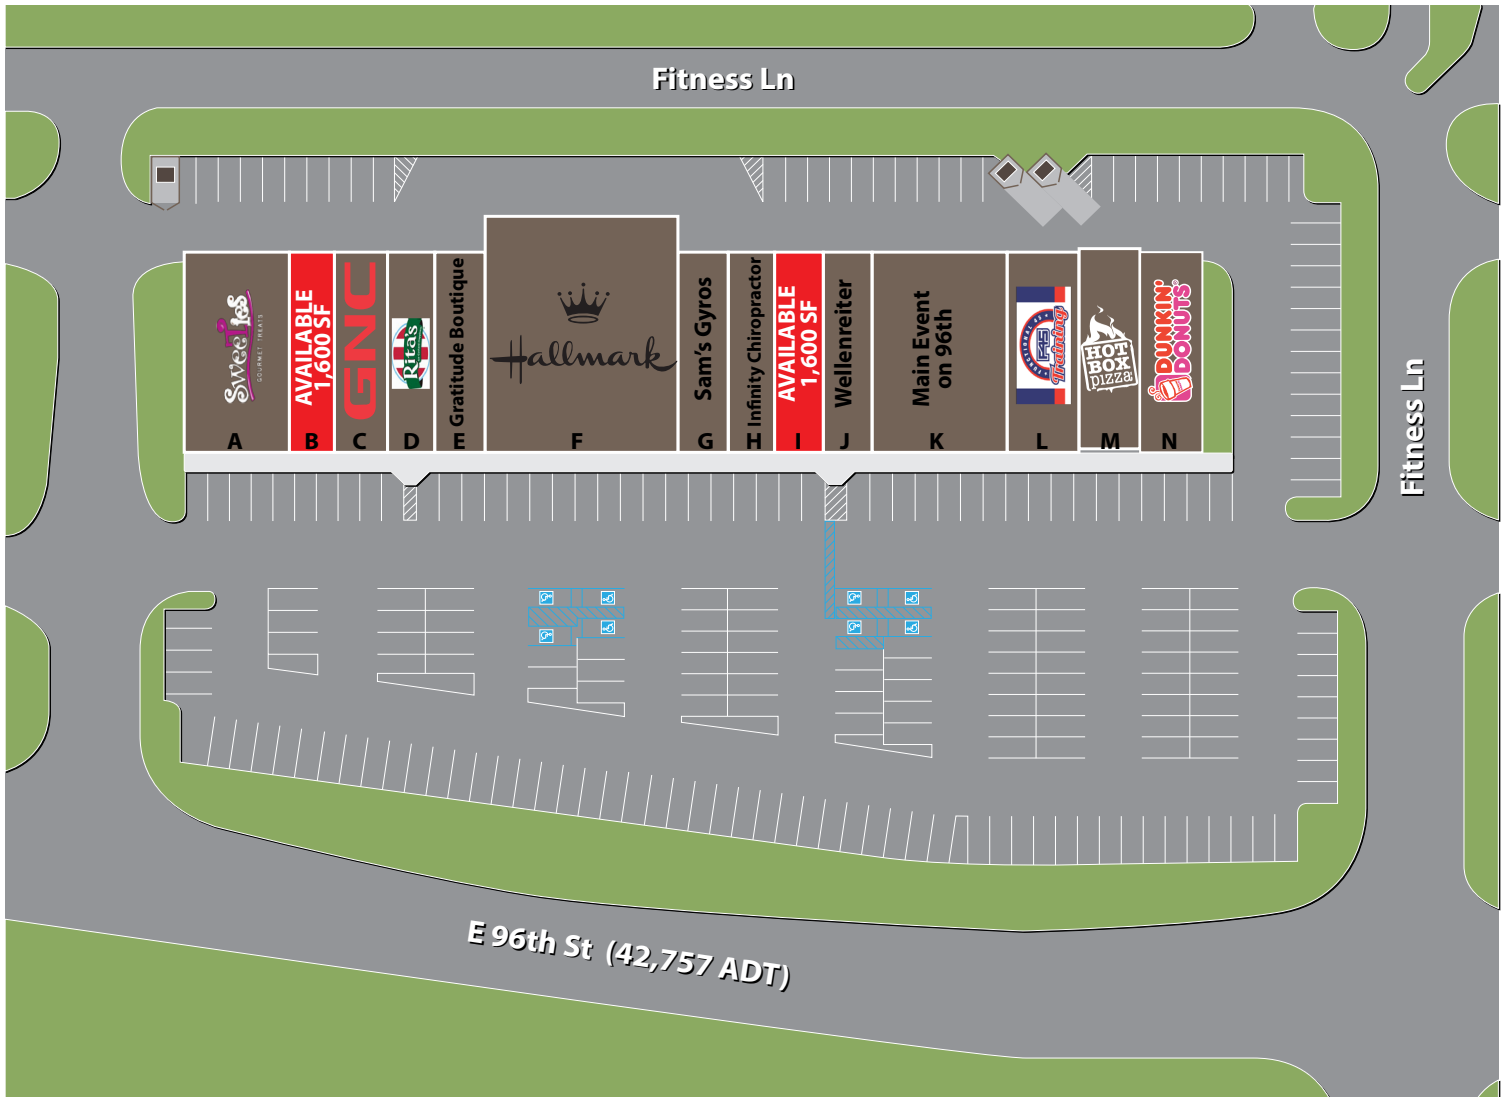 Fitness Ln
Sweeties
GOURMET TREATS
A
AVAILABLE
1,600 SF
B
GNC
C
Rita's
D
Gratitude Boutique
E
Hallmark
F
Sam's Gyros
G
Infinity Chiropractor
H
AVAILABLE
1,600 SF
I
Wellenreiter
J
Main Event
on 96th
K
FUNCTIONAL 45
F45
Training
L
HOT
BOX
pizza
M
DUNKIN'
DONUTS
N
Fitness Ln
E 96th St (42,757 ADT)